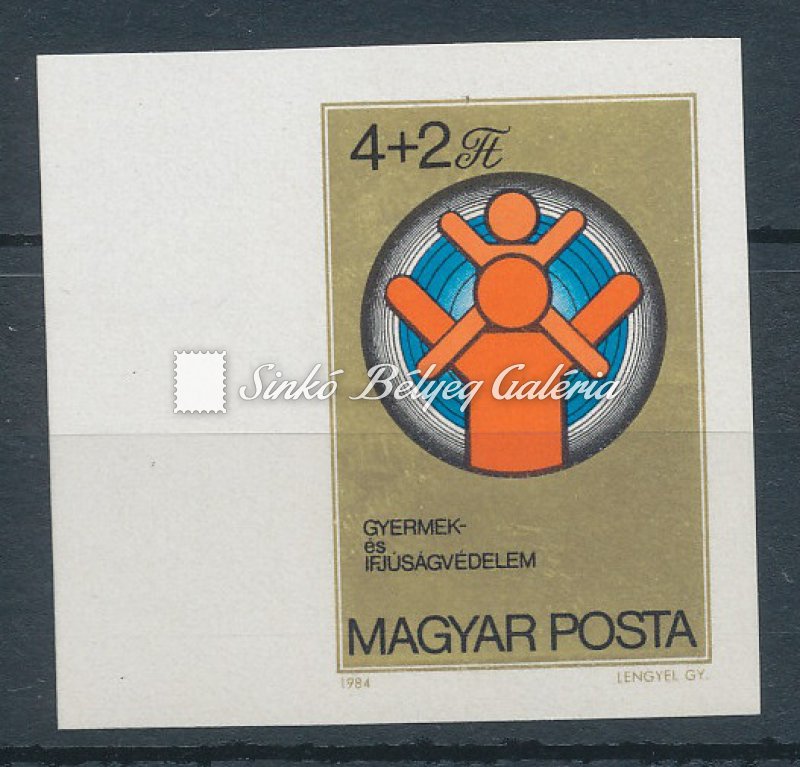 4+2 Ft
Sinkó Bélyeg Galéria
GYERMEK-
és
IFJÚSÁGVÉDELEM
MAGYAR POSTA
1984 LENGYEL GY.